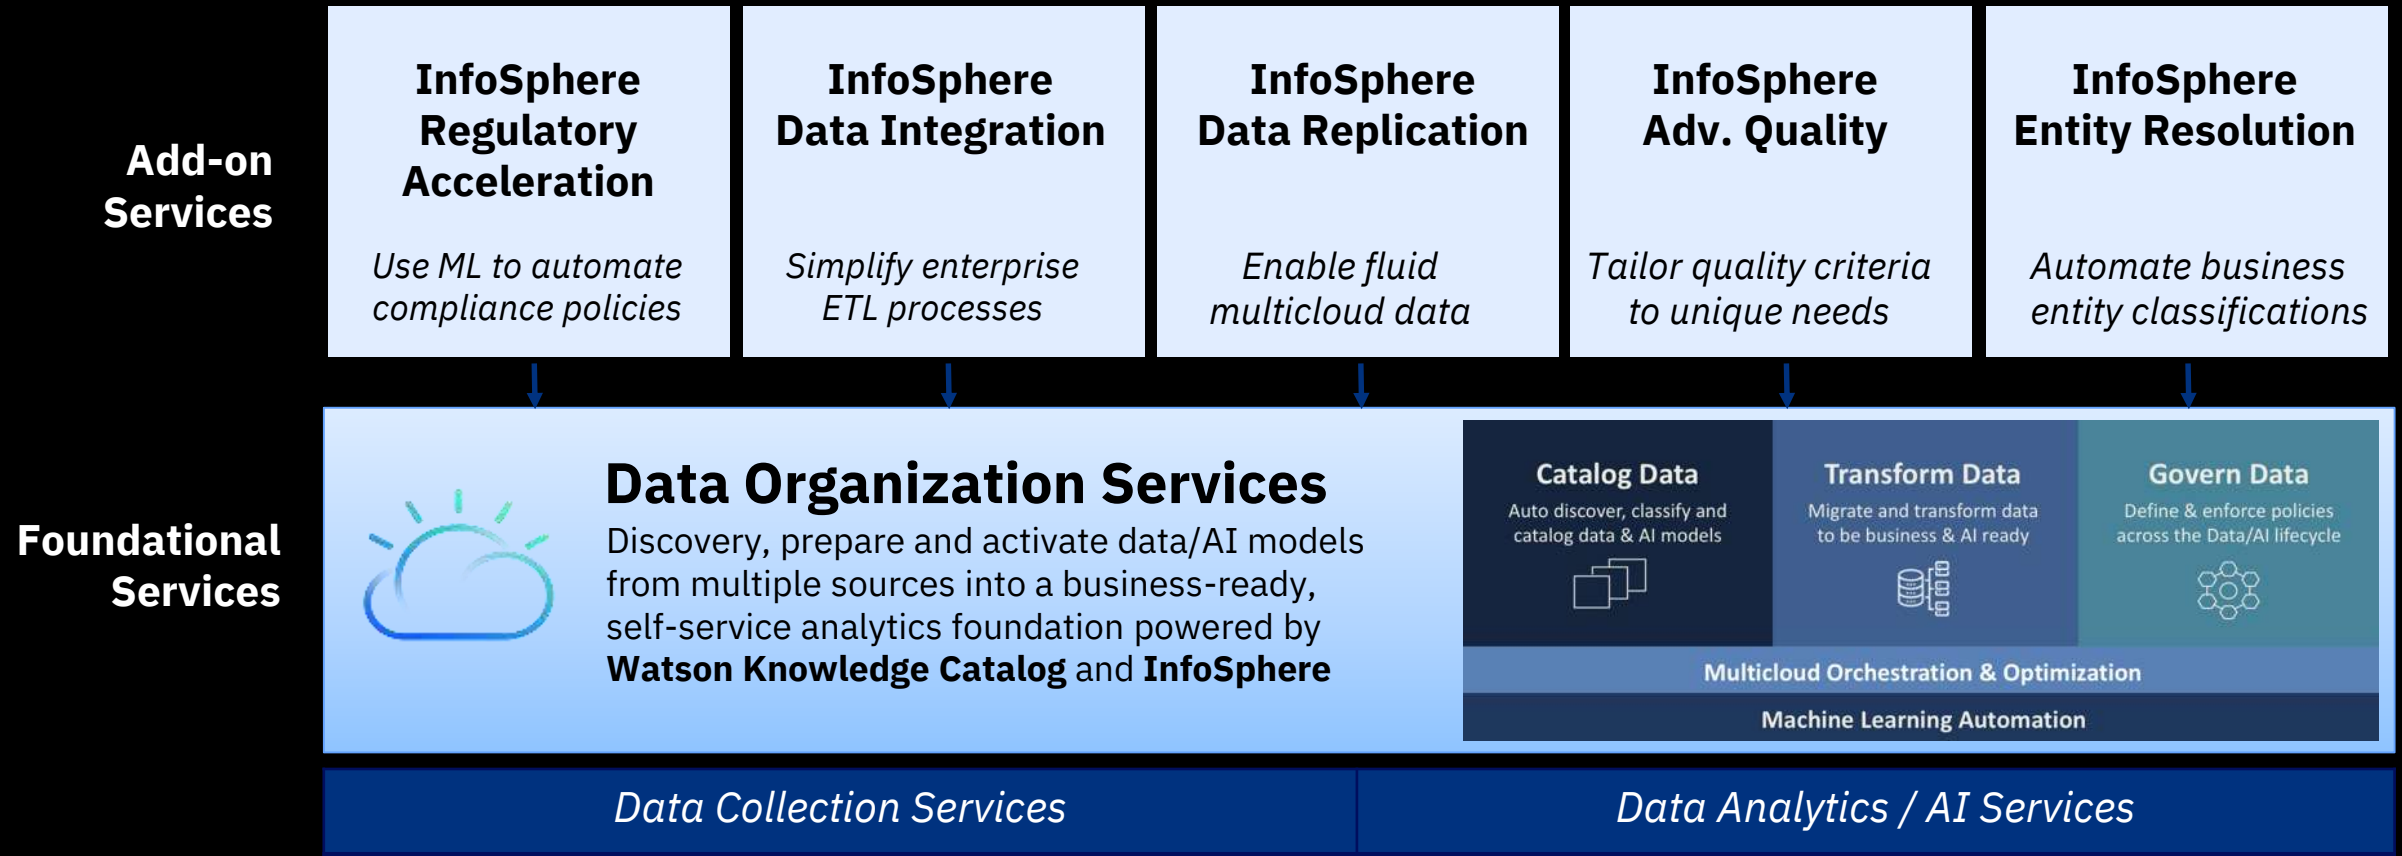 Add-on
Services
InfoSphere
Regulatory
Acceleration
Use ML to automate
compliance policies
InfoSphere
Data Integration
Simplify enterprise
ETL processes
InfoSphere
Data Replication
Enable fluid
multicloud data
InfoSphere
Adv. Quality
Tailor quality criteria
to unique needs
InfoSphere
Entity Resolution
Automate business
entity classifications
Foundational
Services
Data Organization Services
Discovery, prepare and activate data/AI models
from multiple sources into a business-ready,
self-service analytics foundation powered by
Watson Knowledge Catalog and InfoSphere
Catalog Data
Auto discover, classify and
catalog data & AI models
Transform Data
Migrate and transform data
to be business & AI ready
Govern Data
Define & enforce policies
across the Data/AI lifecycle
Multicloud Orchestration & Optimization
Machine Learning Automation
Data Collection Services
Data Analytics / AI Services